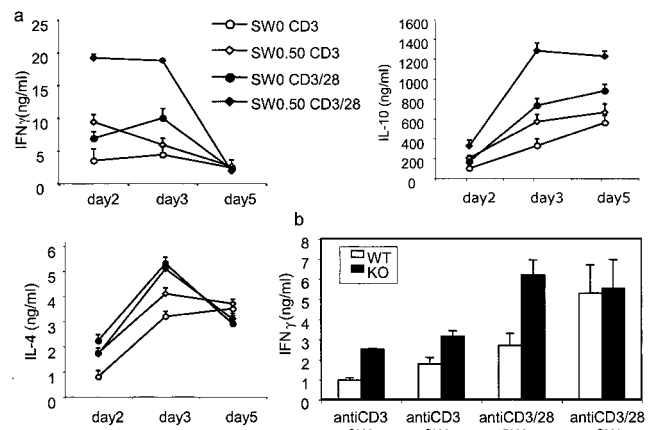 a
IFNγ(ng/ml)
25
20
15
10
5
0
day2 day3 day5
SW0 CD3
SW0.50 CD3
SW0 CD3/28
SW0.50 CD3/28
IL-10 (ng/ml)
1600
1400
1200
1000
800
600
400
200
0
day2 day3 day5
IL-4 (ng/ml)
6
5
4
3
2
1
0
day2 day3 day5
b
IFNγ (ng/ml)
8
7
6
5
4
3
2
1
0
WT
KO
antiCD3 antiCD3 antiCD3/28 antiCD3/28